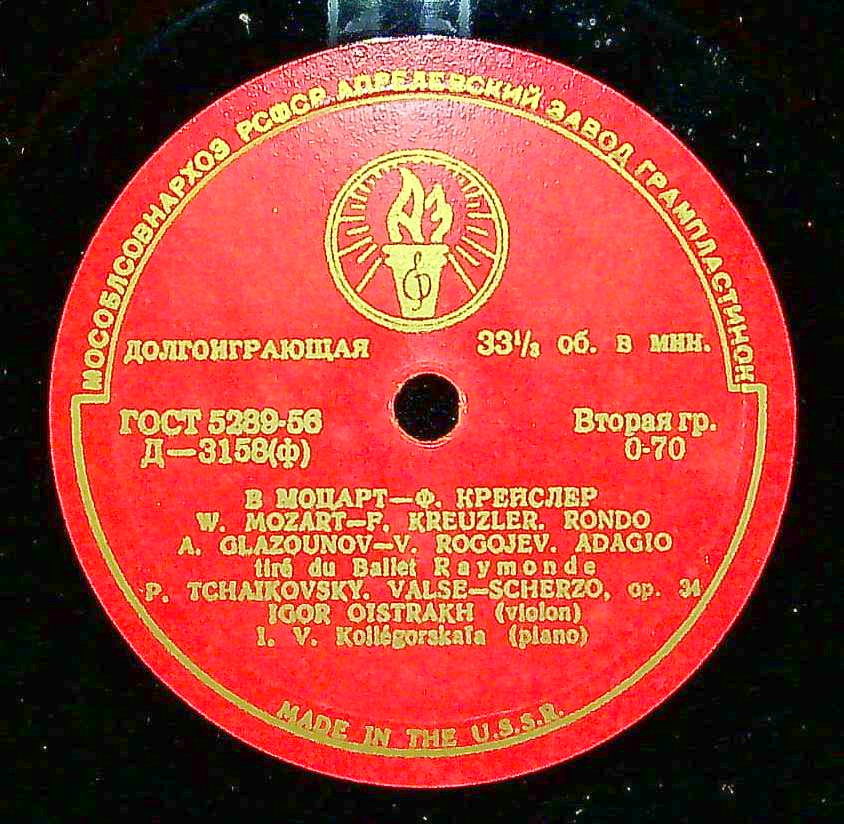 МОСОБЛСОВНАРХОЗ РСФСР АПРЕЛЕВСКИЙ ЗАВОД ГРАМПЛАСТИНОК
АЗ
ДОЛГОИГРАЮЩАЯ 33⅓ об. в мин.
ГОСТ 5289-56 Вторая гр.
Д—3158(ф) 0-70
В МОЦАРТ—Ф. КРЕЙСЛЕР
W. MOZART—F. KREUZLER. RONDO
A. GLAZOUNOV—V. ROGOJEV. ADAGIO
tiré du Ballet Raymonde
P. TCHAIKOVSKY. VALSE—SCHERZO, op. 34
IGOR OISTRAKH (violon)
I. V. Kollégorskaïa (piano)
MADE IN THE U.S.S.R.